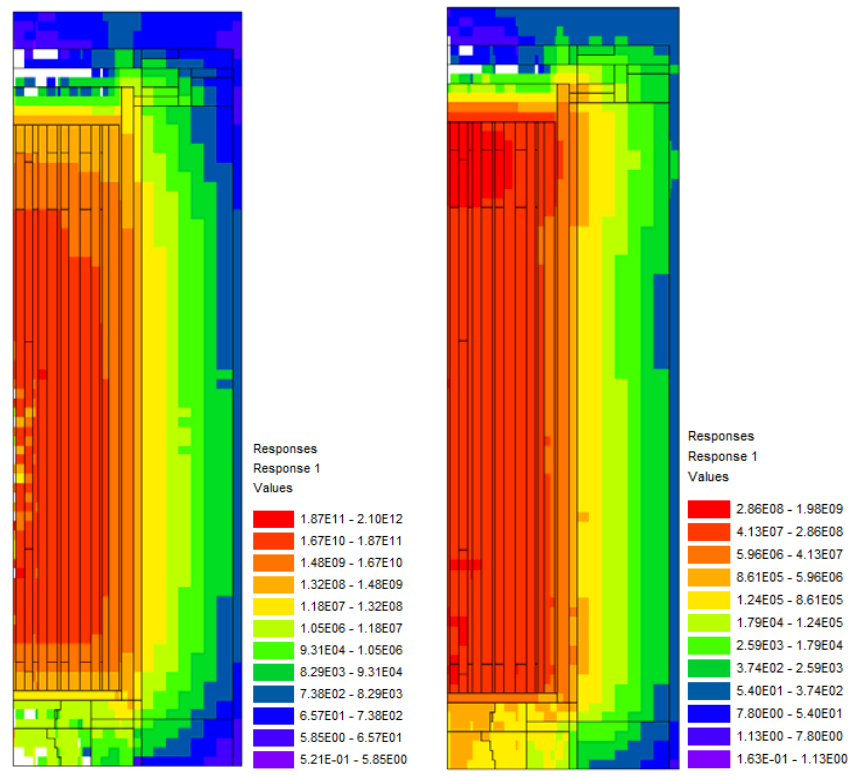 Responses
Response 1
Values
1.87E11 - 2.10E12
1.67E10 - 1.87E11
1.48E09 - 1.67E10
1.32E08 - 1.48E09
1.18E07 - 1.32E08
1.05E06 - 1.18E07
9.31E04 - 1.05E06
8.29E03 - 9.31E04
7.38E02 - 8.29E03
6.57E01 - 7.38E02
5.85E00 - 6.57E01
5.21E-01 - 5.85E00
Responses
Response 1
Values
2.86E08 - 1.98E09
4.13E07 - 2.86E08
5.96E06 - 4.13E07
8.61E05 - 5.96E06
1.24E05 - 8.61E05
1.79E04 - 1.24E05
2.59E03 - 1.79E04
3.74E02 - 2.59E03
5.40E01 - 3.74E02
7.80E00 - 5.40E01
1.13E00 - 7.80E00
1.63E-01 - 1.13E00